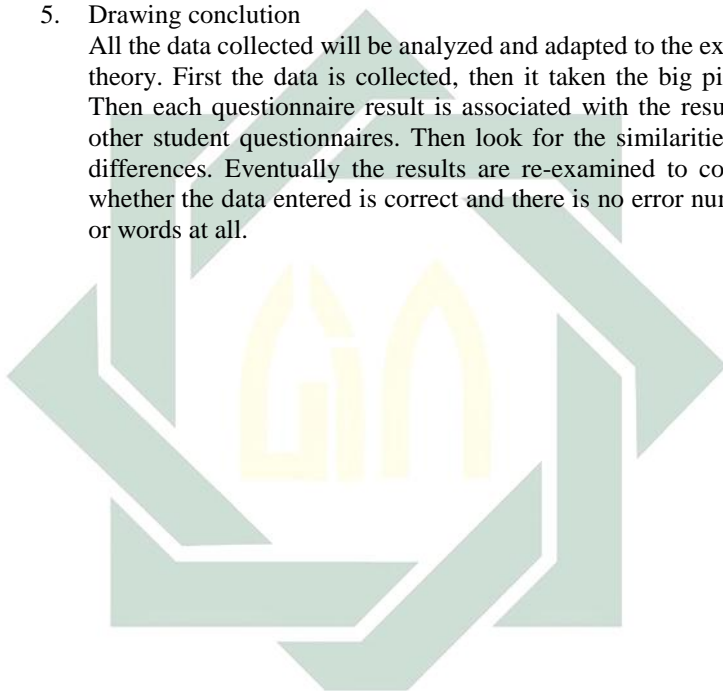 5. Drawing conclution
All the data collected will be analyzed and adapted to the ex
theory. First the data is collected, then it taken the big pi
Then each questionnaire result is associated with the resu
other student questionnaires. Then look for the similaritie
differences. Eventually the results are re-examined to co
whether the data entered is correct and there is no error nu
or words at all.